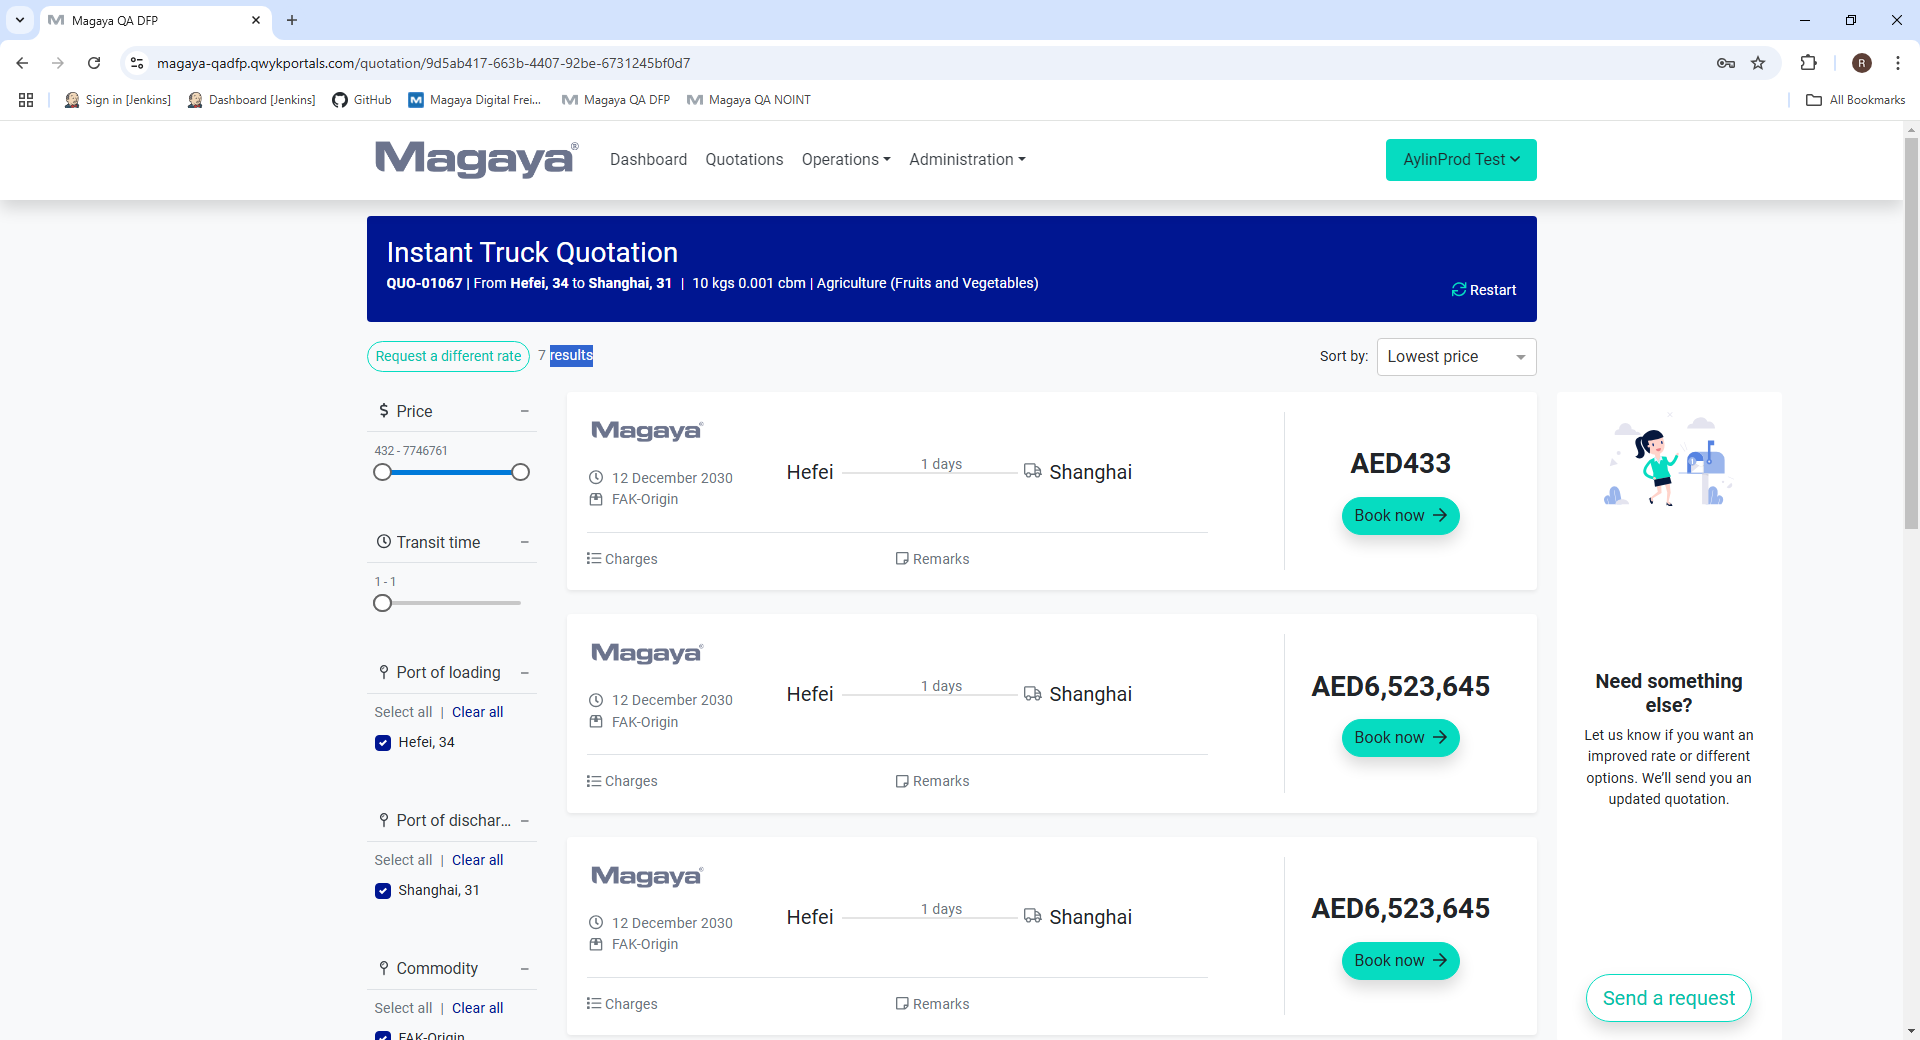 Magaya QA DFP
magaya-qadfp.qwykportals.com/quotation/9d5ab417-663b-4407-92be-6731245bf0d7
R
Sign in [Jenkins]
Dashboard [Jenkins]
GitHub
Magaya Digital Frei...
Magaya QA DFP
Magaya QA NOINT
All Bookmarks
Magaya®
Dashboard
Quotations
Operations
Administration
AylinProd Test
Instant Truck Quotation
QUO-01067 | From Hefei, 34 to Shanghai, 31 | 10 kgs 0.001 cbm | Agriculture (Fruits and Vegetables)
Restart
Request a different rate
7 results
Sort by:
Lowest price
Price
432 - 7746761
Transit time
1 - 1
Port of loading
Select all | Clear all
Hefei, 34
Port of dischar...
Select all | Clear all
Shanghai, 31
Commodity
Select all | Clear all
FAK-Origin
Magaya
12 December 2030
FAK-Origin
Hefei
1 days
Shanghai
Charges
Remarks
AED433
Book now
Magaya
12 December 2030
FAK-Origin
Hefei
1 days
Shanghai
Charges
Remarks
AED6,523,645
Book now
Magaya
12 December 2030
FAK-Origin
Hefei
1 days
Shanghai
Charges
Remarks
AED6,523,645
Book now
Need something
else?
Let us know if you want an
improved rate or different
options. We'll send you an
updated quotation.
Send a request